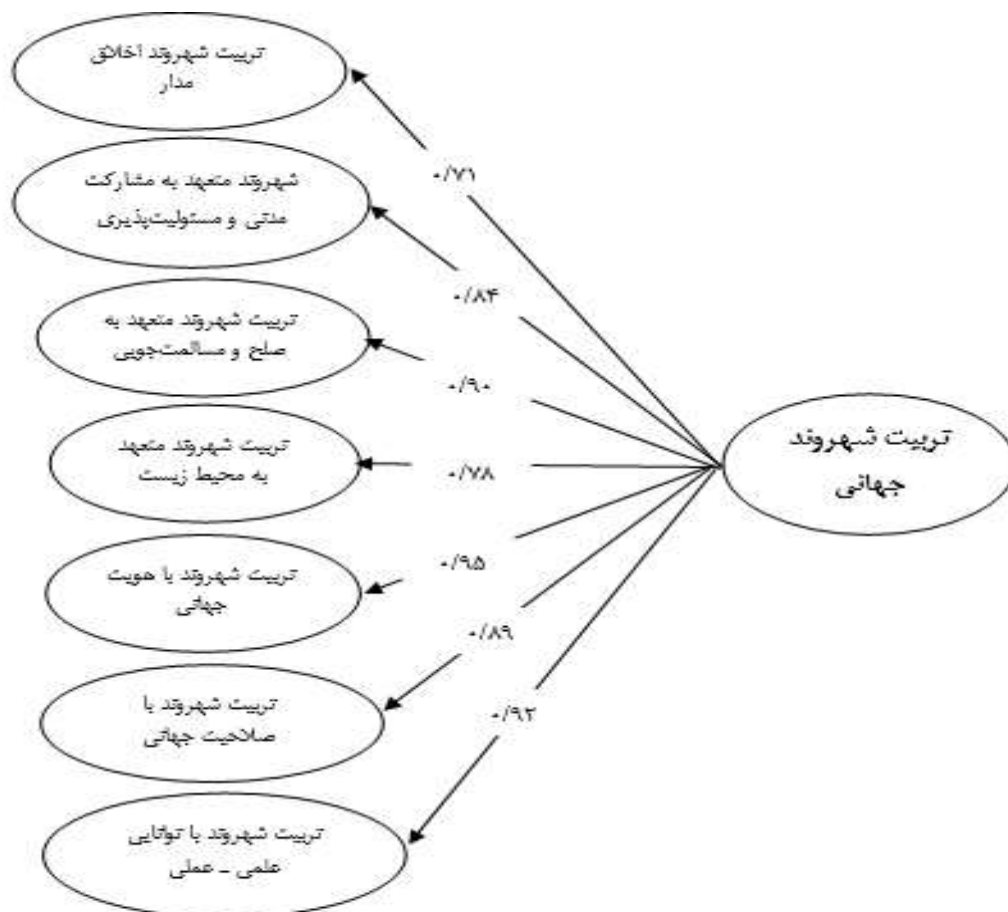 تربیت شهروند اخلاق
مدار
شهروند متعهد به مشارکت
مدنی و مسئولیت‌پذیری
تربیت شهروند متعهد به
صلح و مسالمت‌جویی
تربیت شهروند متعهد
به محیط زیست
تربیت شهروند با هویت
جهانی
تربیت شهروند با
صلاحیت جهانی
تربیت شهروند با توانایی
علمی ـ عملی
۰/۷۱
۰/۸۴
۰/۹۰
۰/۷۸
۰/۹۵
۰/۸۹
۰/۹۲
تربیت شهروند
جهانی